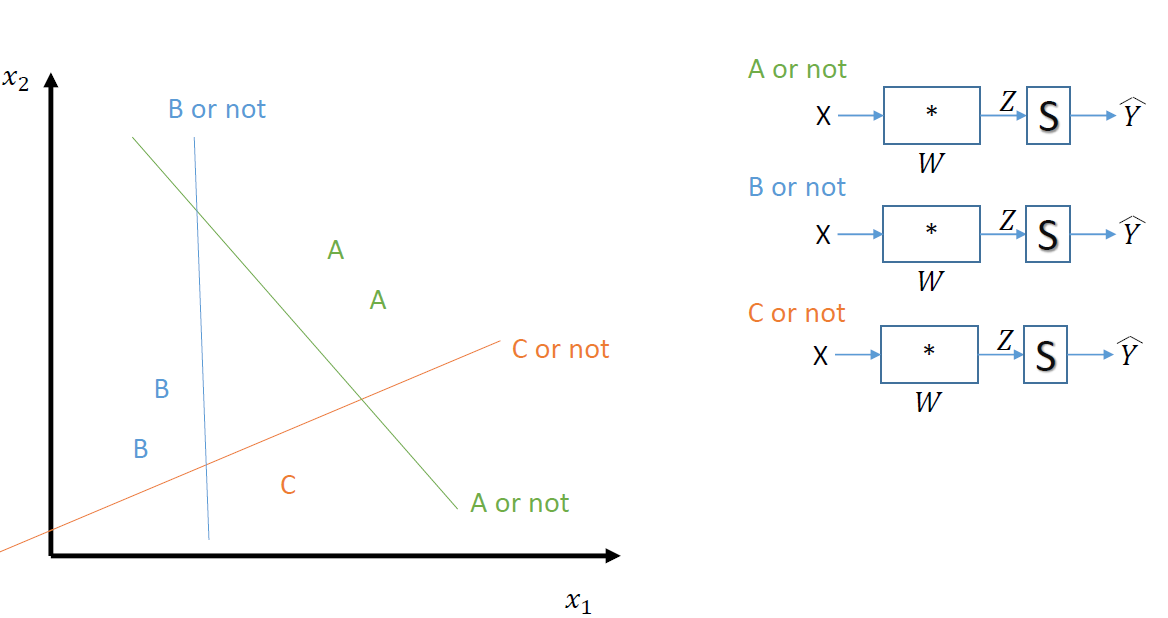 x₂
B or not
A
A
C or not
B
B
C
A or not
x₁
A or not
X * Z S Ŷ
W
B or not
X * Z S Ŷ
W
C or not
X * Z S Ŷ
W